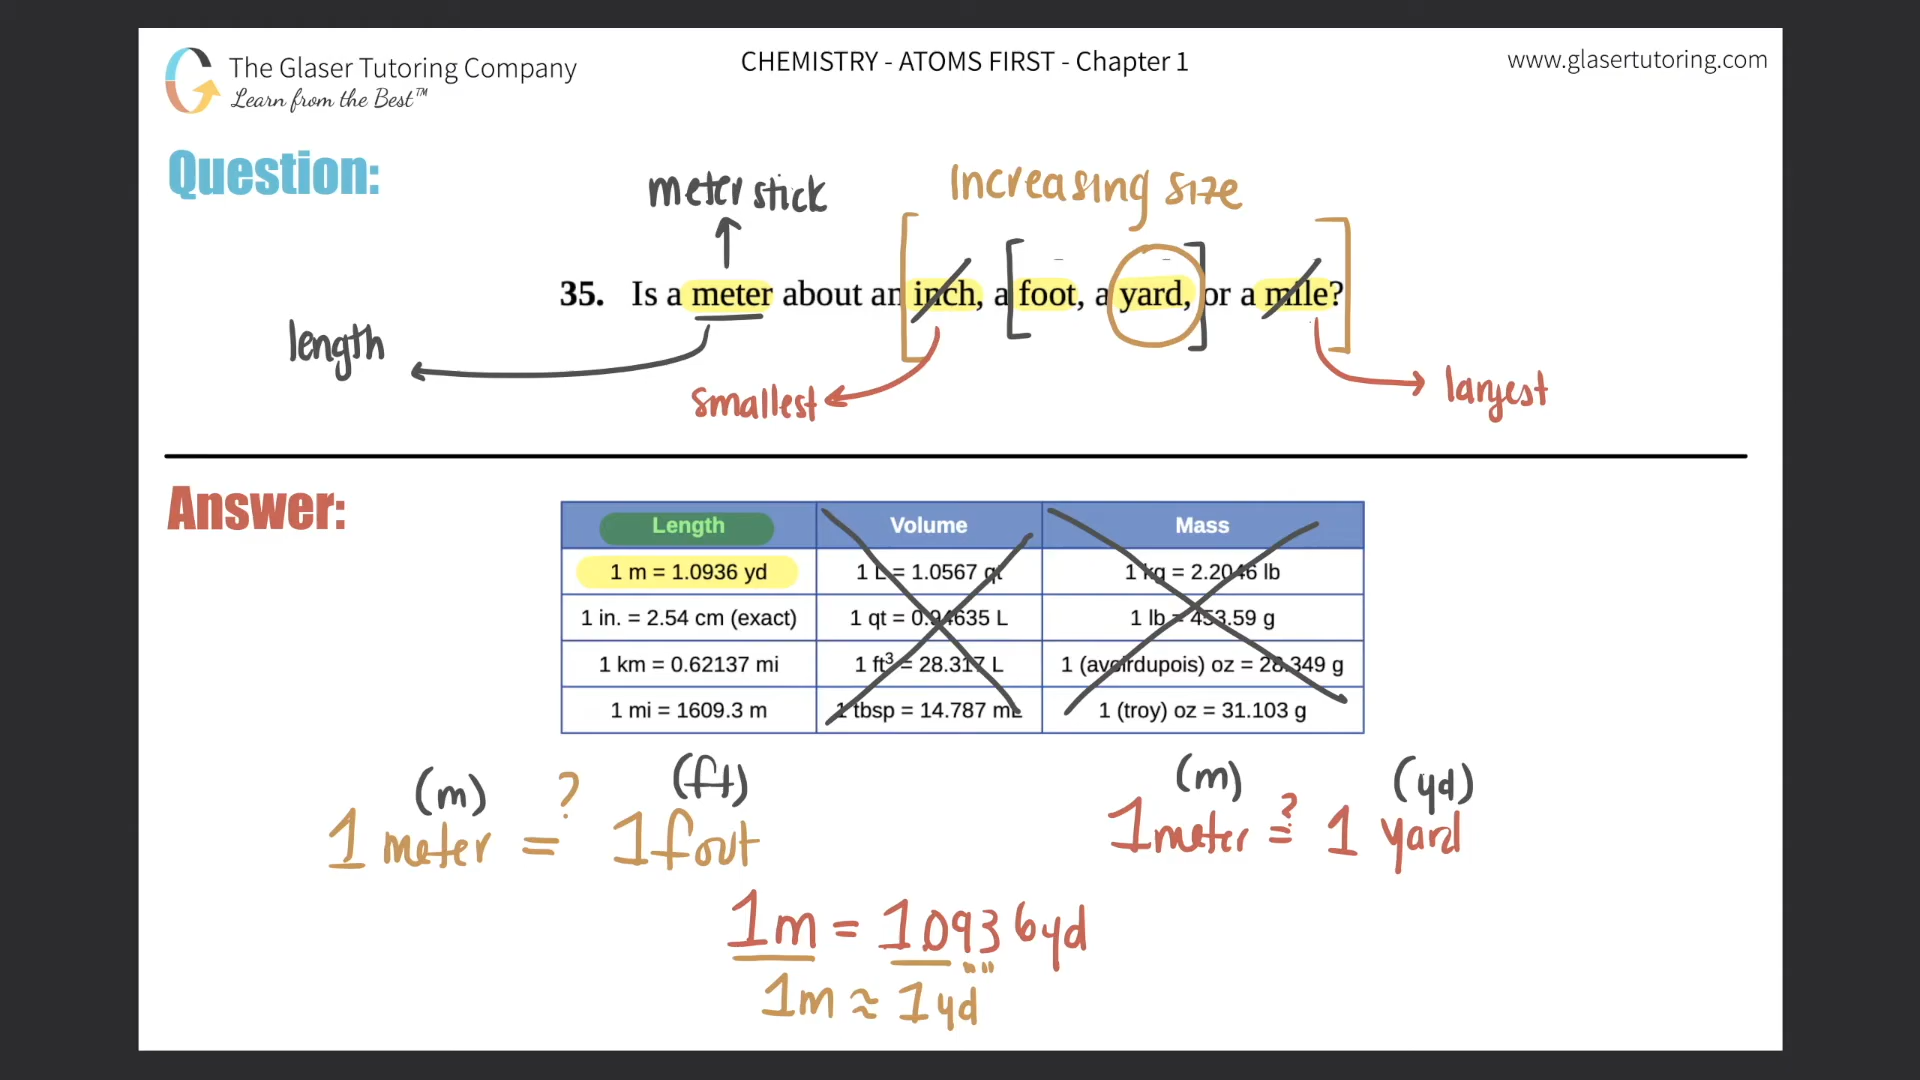 The Glaser Tutoring Company
Learn from the Best™
CHEMISTRY - ATOMS FIRST - Chapter 1
www.glasertutoring.com
Question:
meter stick
Increasing size
35. Is a meter about an inch, a foot, a yard, or a mile?
length
smallest
largest
Answer:
Length Volume Mass
1 m = 1.0936 yd 1 L = 1.0567 qt 1 kg = 2.2046 lb
1 in. = 2.54 cm (exact) 1 qt = 0.94635 L 1 lb = 453.59 g
1 km = 0.62137 mi 1 ft³ = 28.317 L 1 (avoirdupois) oz = 28.349 g
1 mi = 1609.3 m 1 tbsp = 14.787 mL 1 (troy) oz = 31.103 g
(m) ? (ft)
1 meter = 1 foot
(m) ? (yd)
1 meter = 1 yard
1m = 1.0936yd
1m ≈ 1yd